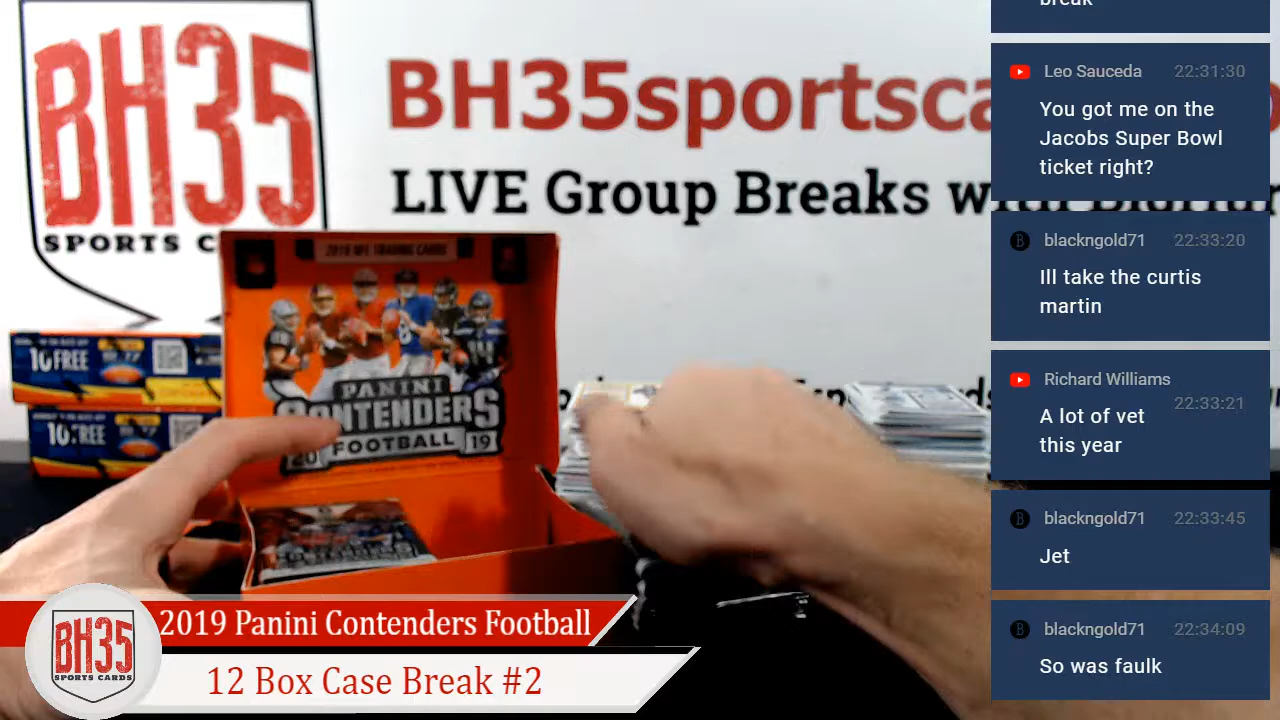 BH35
SPORTS C
BH35sportsca
LIVE Group Breaks w
10 FREE
10 FREE
2019 NFL TRADING CARDS
PANINI
CONTENDERS
20 FOOTBALL 19
BH35
SPORTS CARDS
2019 Panini Contenders Football
12 Box Case Break #2
break
Leo Sauceda 22:31:30
You got me on the
Jacobs Super Bowl
ticket right?
blackngold71 22:33:20
Ill take the curtis
martin
Richard Williams
22:33:21
A lot of vet
this year
blackngold71 22:33:45
Jet
blackngold71 22:34:09
So was faulk